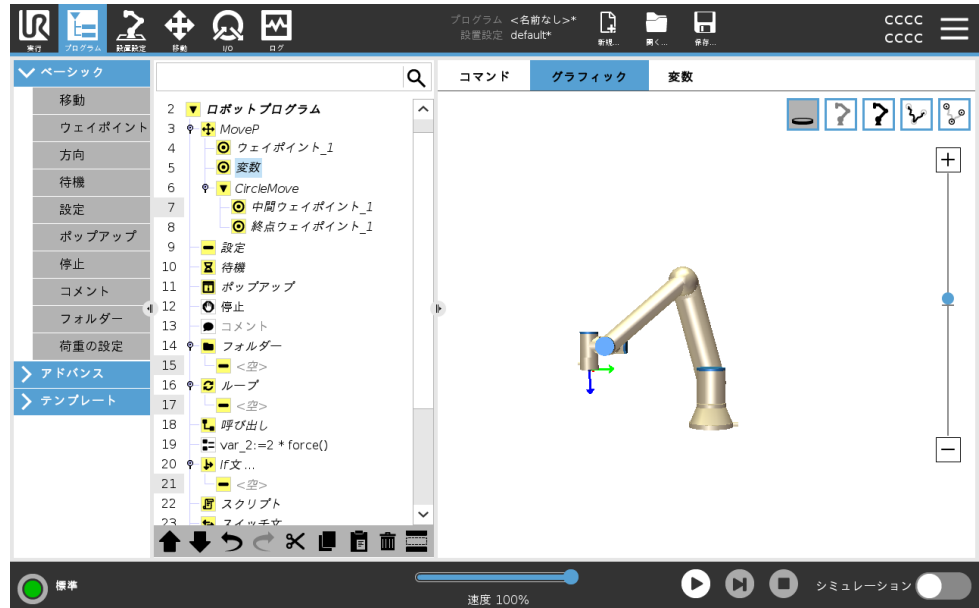 UR
実行
プログラム
設置設定
移動
I/O
ログ
プログラム <名前なし>*
設置設定 default*
新規...
開く...
保存...
CCCC
CCCC
ベーシック
移動
ウェイポイント
方向
待機
設定
ポップアップ
停止
コメント
フォルダー
荷重の設定
アドバンス
テンプレート
2 ロボットプログラム
3 MoveP
4 ウェイポイント_1
5 変数
6 CircleMove
7 中間ウェイポイント_1
8 終点ウェイポイント_1
9 設定
10 待機
11 ポップアップ
12 停止
13 コメント
14 フォルダー
15 <空>
16 ループ
17 <空>
18 呼び出し
19 var_2:=2 * force()
20 If文...
21 <空>
22 スクリプト
23 スイッチ文
コマンド
グラフィック
変数
標準
速度 100%
シミュレーション